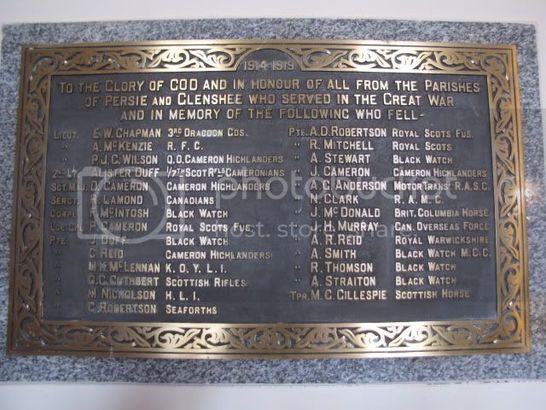 1914-1919
TO THE GLORY OF GOD AND IN HONOUR OF ALL FROM THE PARISHES
OF PERSIE AND GLENSHEE WHO SERVED IN THE GREAT WAR
AND IN MEMORY OF THE FOLLOWING WHO FELL-
LIEUT. E.W. CHAPMAN 3RD DRAGOON GDS.
" A. MCKENZIE R. F. C.
" P.J.C. WILSON Q.O. CAMERON HIGHLANDERS
2ND LT LISTER DUFF CAMERONIANS
D. CAMERON CAMERON HIGHLANDERS
LAMOND CANADIANS
MCINTOSH BLACK WATCH
CAMERON ROYAL SCOTS FUS.
PTE J. DUFF BLACK WATCH
" REID CAMERON HIGHLANDERS
" MCLENNAN K. O. Y. L. I.
" CUTHBERT SCOTTISH RIFLES
" NICHOLSON H. L. I.
" ROBERTSON SEAFORTHS
PTE. A.D. ROBERTSON ROYAL SCOTS FUS.
" R. MITCHELL ROYAL SCOTS
" A. STEWART BLACK WATCH
" J. CAMERON CAMERON HIGHLANDERS
" A.C. ANDERSON MOTOR TRANST R.A.S.C.
" N. CLARK R. A. M. C.
" J. MCDONALD BRIT. COLUMBIA HORSE
" H. MURRAY CAN. OVERSEAS FORCE
" A.R. REID ROYAL WARWICKSHIRE
" A. SMITH BLACK WATCH M.G.C.
" R. THOMSON BLACK WATCH
" A. STRAITON BLACK WATCH
TPR. M.C. GILLESPIE SCOTTISH HORSE
photobucket